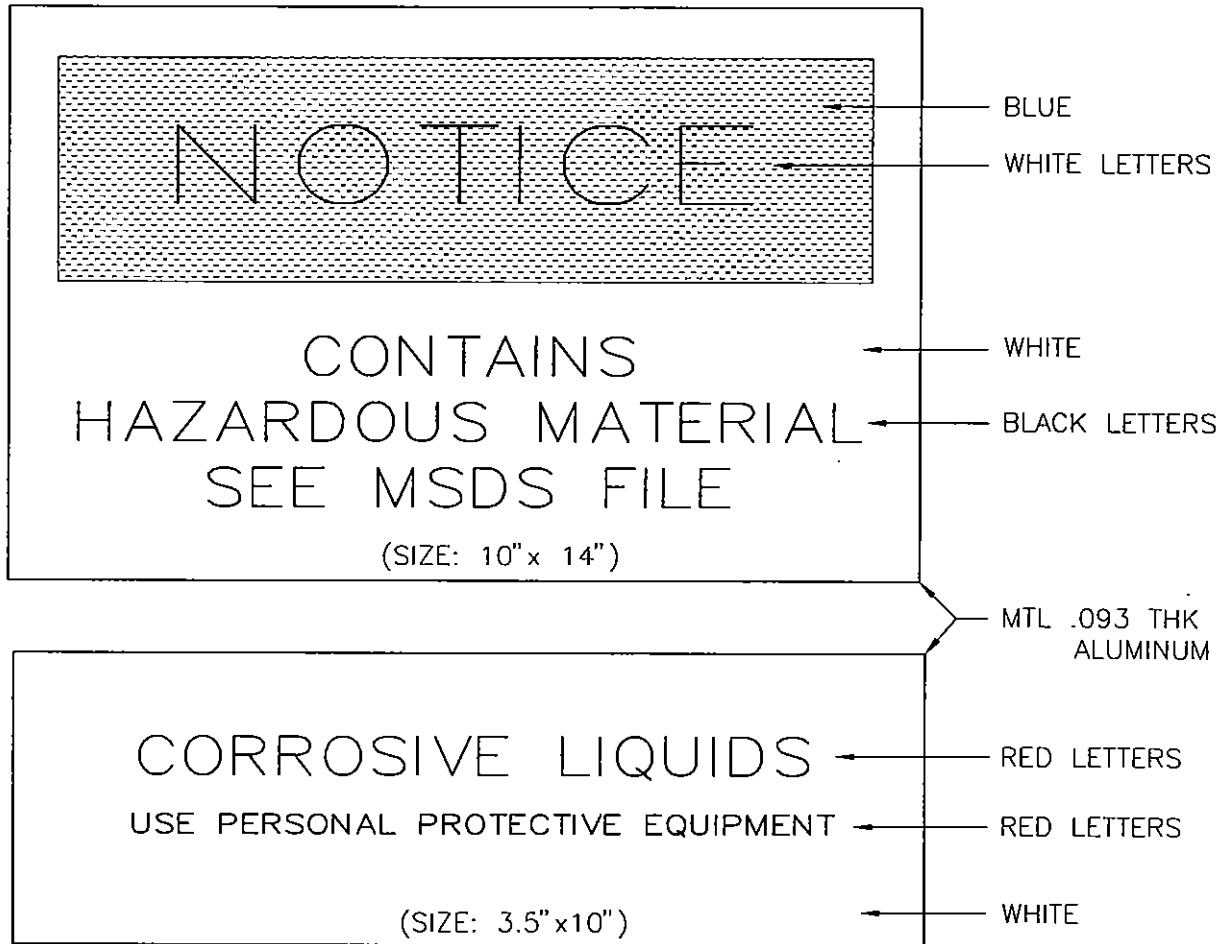 NOTICE
BLUE
WHITE LETTERS
CONTAINS
WHITE
HAZARDOUS MATERIAL
BLACK LETTERS
SEE MSDS FILE
(SIZE: 10"x 14")
MTL .093 THK
ALUMINUM
CORROSIVE LIQUIDS
RED LETTERS
USE PERSONAL PROTECTIVE EQUIPMENT
RED LETTERS
(SIZE: 3.5"x10")
WHITE